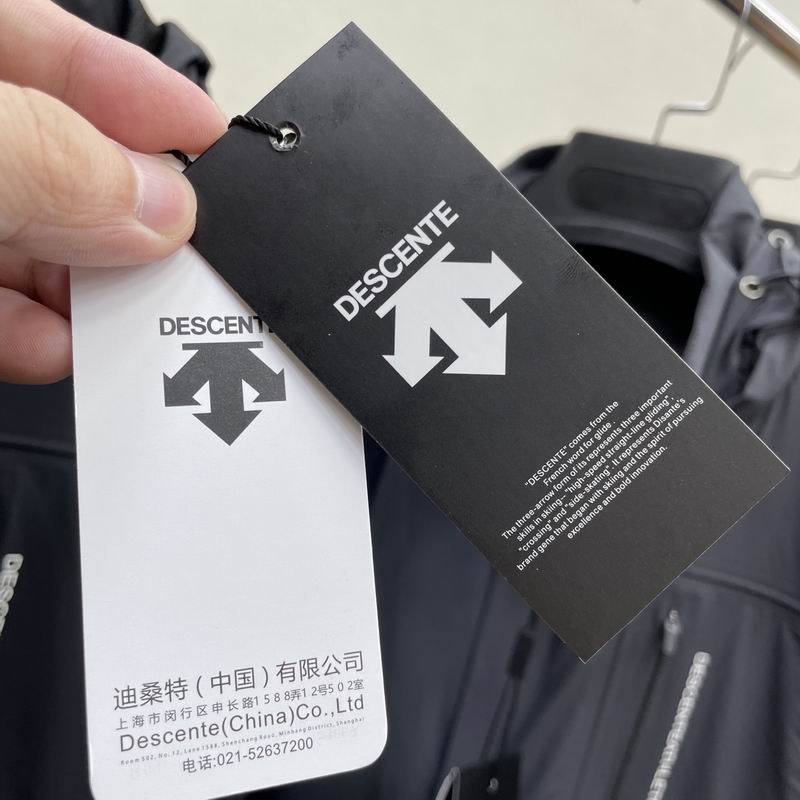 DESCENTE
"DESCENTE" comes from the
French word for glide .
The three-arrow form of its represents three important
skills in skiing--"high-speed straight-line gliding" ,
"crossing" and "side-skating". It represents Disante's
brand gene that began with skiing and the spirit of pursuing
excellence and bold innovation.
DESCENT
迪桑特(中国)有限公司
上海市闵行区申长路1588弄12号502室
Descente(China)Co.,Ltd
Room 502, No. 12, Lane 1588, Shenchang Road, Minhang District, Shanghai
电话:021-52637200
DESC